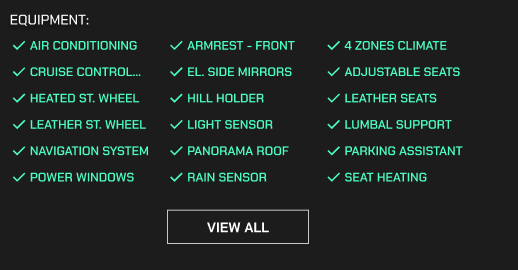 EQUIPMENT:
AIR CONDITIONING
ARMREST - FRONT
4 ZONES CLIMATE
CRUISE CONTROL...
EL. SIDE MIRRORS
ADJUSTABLE SEATS
HEATED ST. WHEEL
HILL HOLDER
LEATHER SEATS
LEATHER ST. WHEEL
LIGHT SENSOR
LUMBAL SUPPORT
NAVIGATION SYSTEM
PANORAMA ROOF
PARKING ASSISTANT
POWER WINDOWS
RAIN SENSOR
SEAT HEATING
VIEW ALL